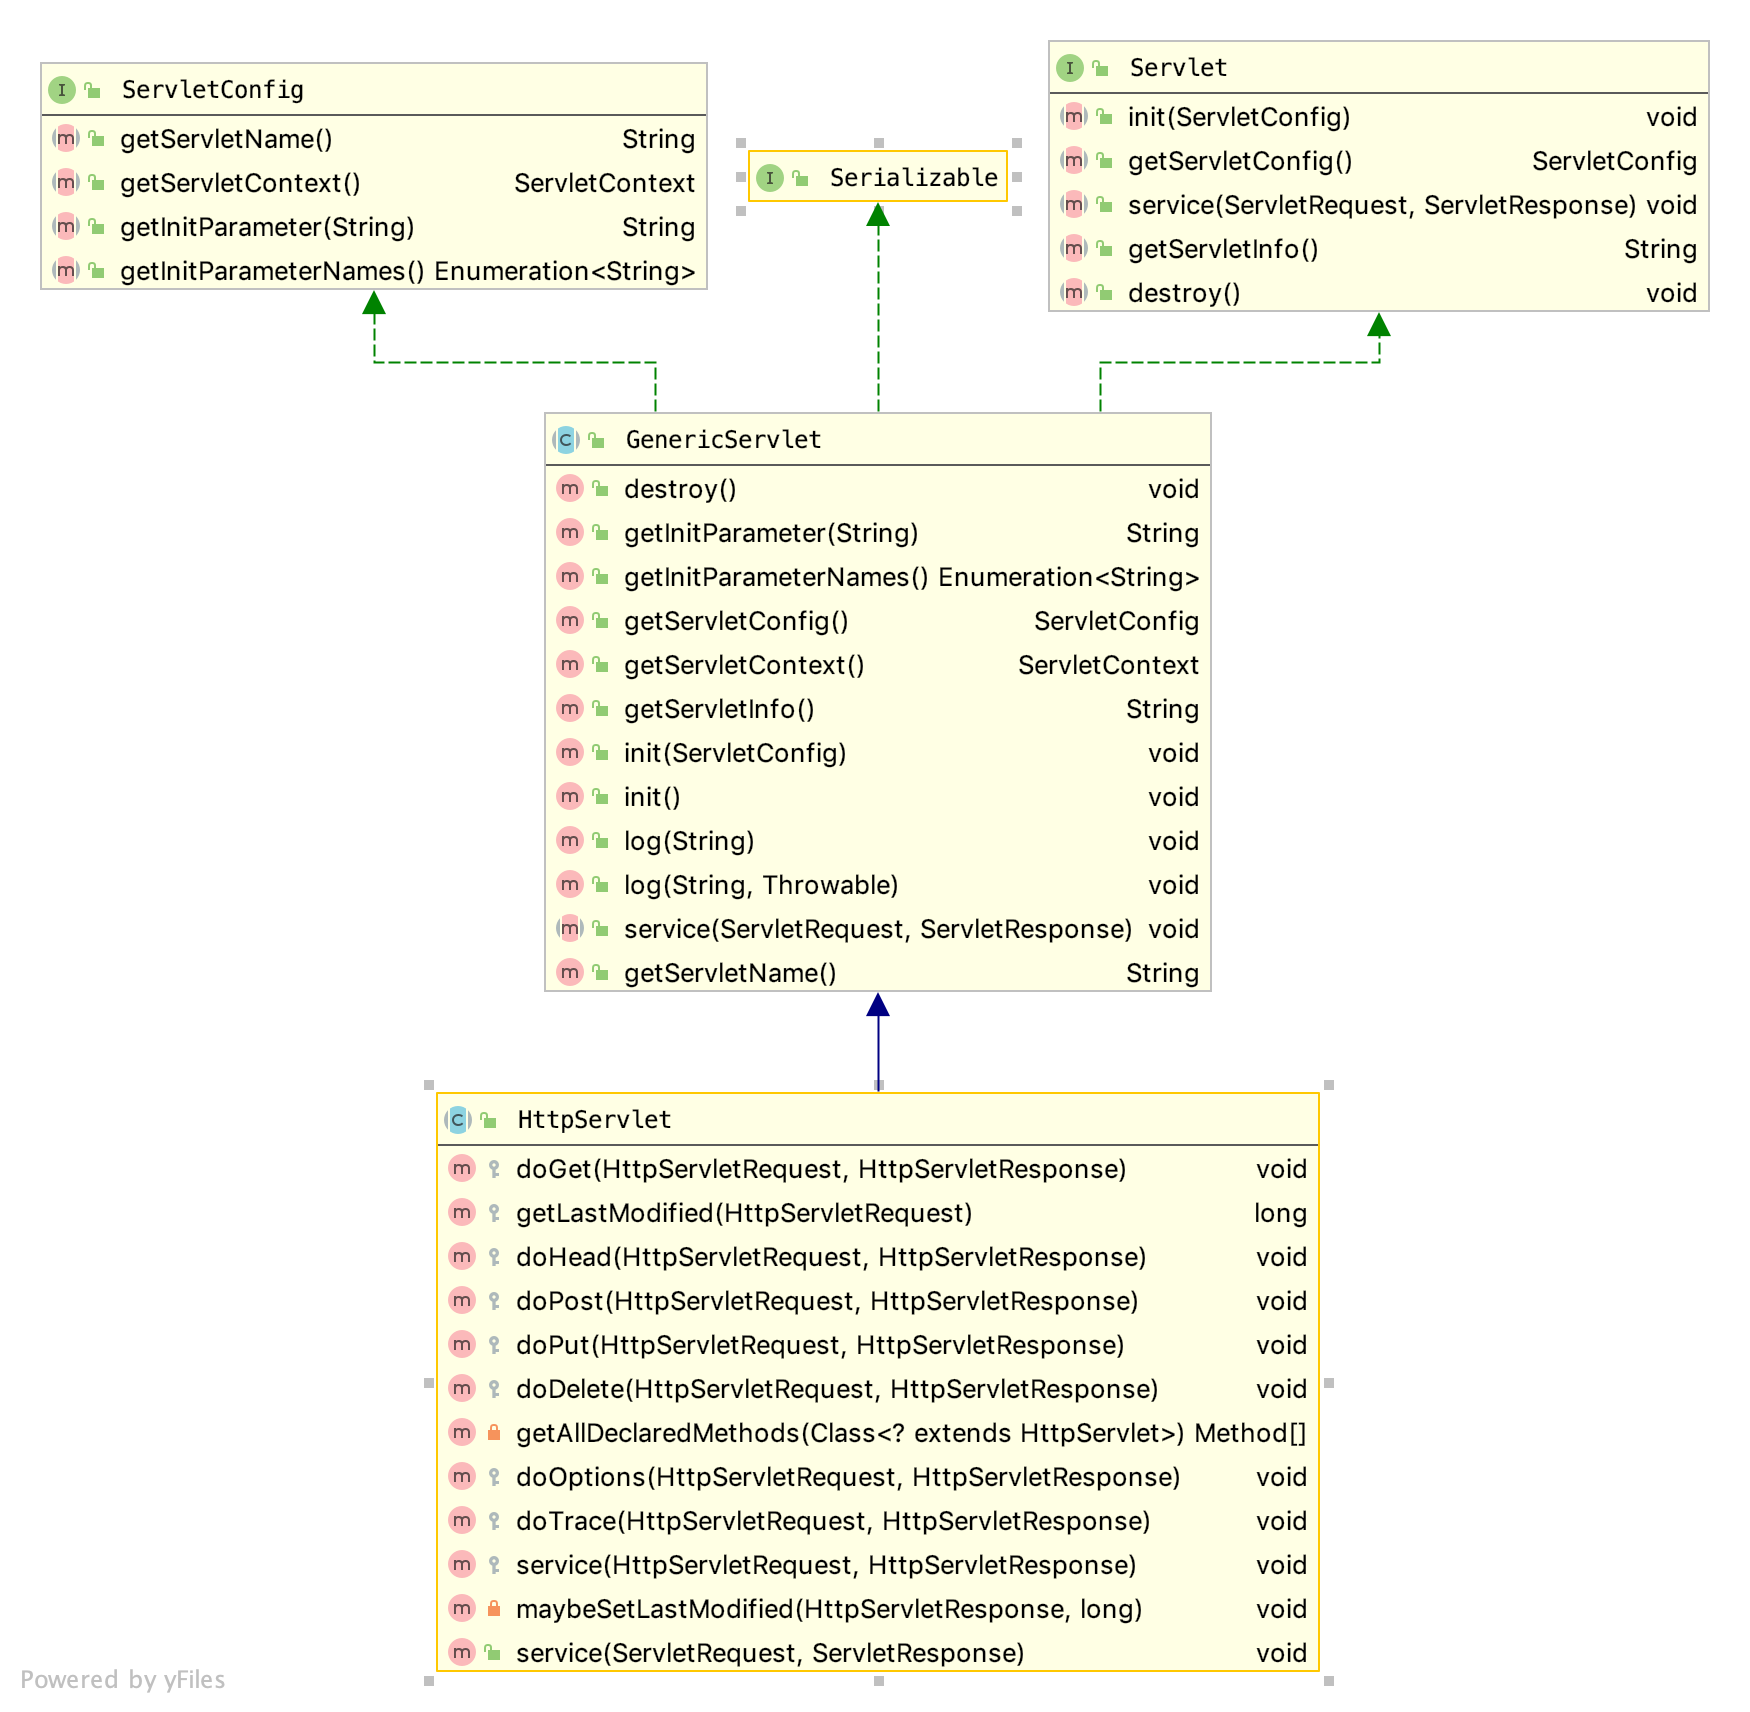 I ServletConfig
m getServletName() String
m getServletContext() ServletContext
m getInitParameter(String) String
m getInitParameterNames() Enumeration<String>
I Serializable
I Servlet
m init(ServletConfig) void
m getServletConfig() ServletConfig
m service(ServletRequest, ServletResponse) void
m getServletInfo() String
m destroy() void
C GenericServlet
m destroy() void
m getInitParameter(String) String
m getInitParameterNames() Enumeration<String>
m getServletConfig() ServletConfig
m getServletContext() ServletContext
m getServletInfo() String
m init(ServletConfig) void
m init() void
m log(String) void
m log(String, Throwable) void
m service(ServletRequest, ServletResponse) void
m getServletName() String
C HttpServlet
m doGet(HttpServletRequest, HttpServletResponse) void
m getLastModified(HttpServletRequest) long
m doHead(HttpServletRequest, HttpServletResponse) void
m doPost(HttpServletRequest, HttpServletResponse) void
m doPut(HttpServletRequest, HttpServletResponse) void
m doDelete(HttpServletRequest, HttpServletResponse) void
m getAllDeclaredMethods(Class<? extends HttpServlet>) Method[]
m doOptions(HttpServletRequest, HttpServletResponse) void
m doTrace(HttpServletRequest, HttpServletResponse) void
m service(HttpServletRequest, HttpServletResponse) void
m maybeSetLastModified(HttpServletResponse, long) void
m service(ServletRequest, ServletResponse) void
Powered by yFiles